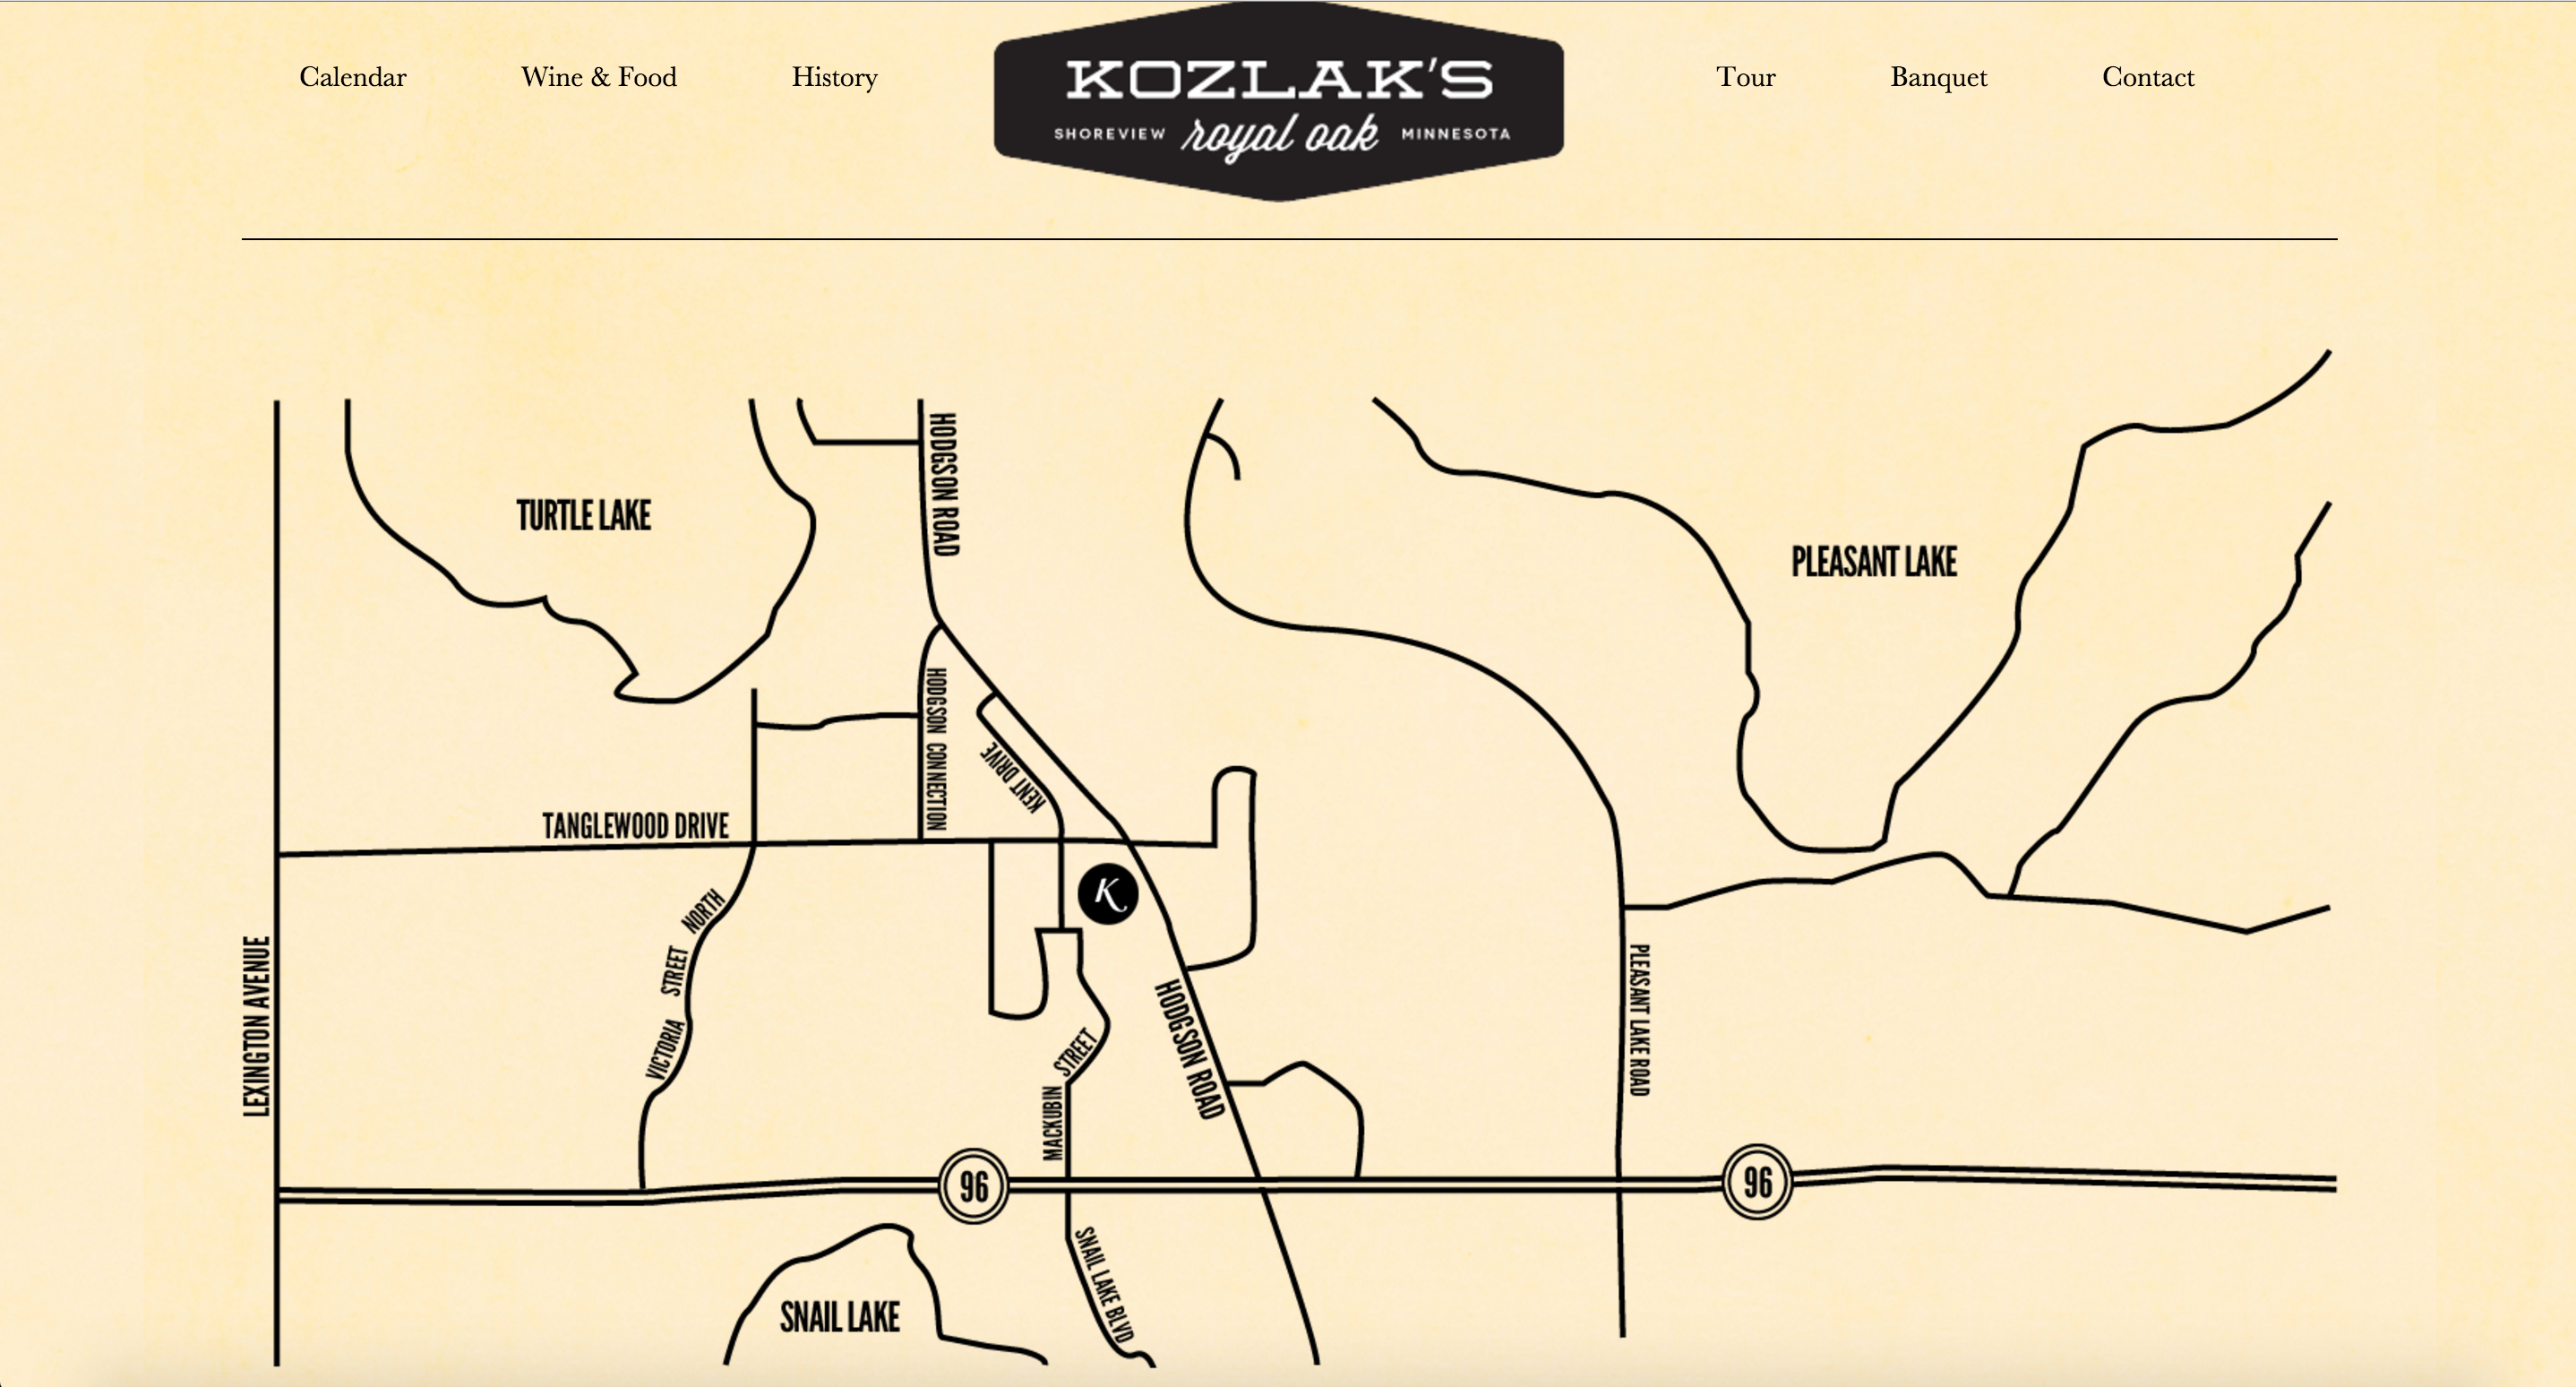 Calendar
Wine & Food
History
KOZLAK'S
SHOREVIEW royal oak MINNESOTA
Tour
Banquet
Contact
HODGSON ROAD
TURTLE LAKE
PLEASANT LAKE
HODGSON CONNECTION
KENT DRIVE
TANGLEWOOD DRIVE
K
VICTORIA STREET NORTH
LEXINGTON AVENUE
PLEASANT LAKE ROAD
HODGSON ROAD
MACKUBIN STREET
96
96
SNAIL LAKE BLVD
SNAIL LAKE